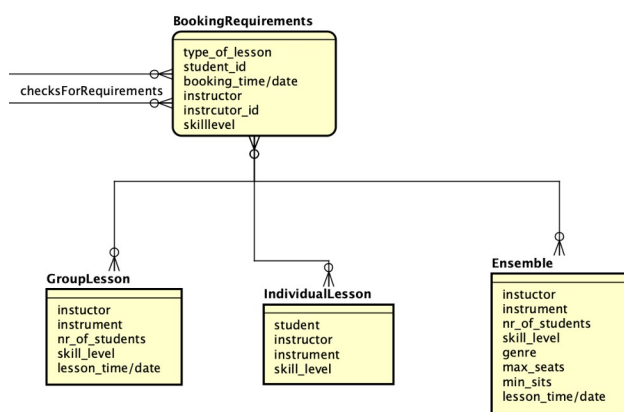 BookingRequirements
type_of_lesson
student_id
booking_time/date
instructor
instrcutor_id
skilllevel
checksForRequirements
GroupLesson
instuctor
instrument
nr_of_students
skill_level
lesson_time/date
IndividualLesson
student
instructor
instrument
skill_level
Ensemble
instuctor
instrument
nr_of_students
skill_level
genre
max_seats
min_sits
lesson_time/date